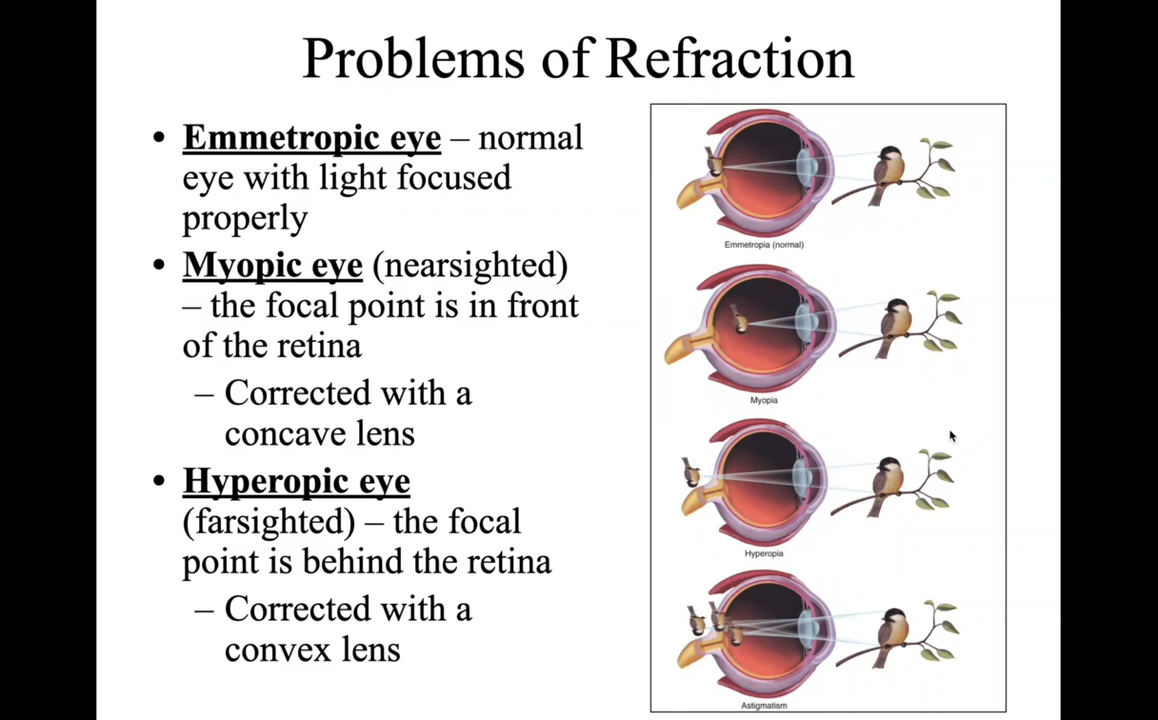 Problems of Refraction
• Emmetropic eye – normal
eye with light focused
properly
• Myopic eye (nearsighted)
– the focal point is in front
of the retina
– Corrected with a
concave lens
• Hyperopic eye
(farsighted) – the focal
point is behind the retina
– Corrected with a
convex lens
Emmetropia (normal)
Myopia
Hyperopia
Astigmatism